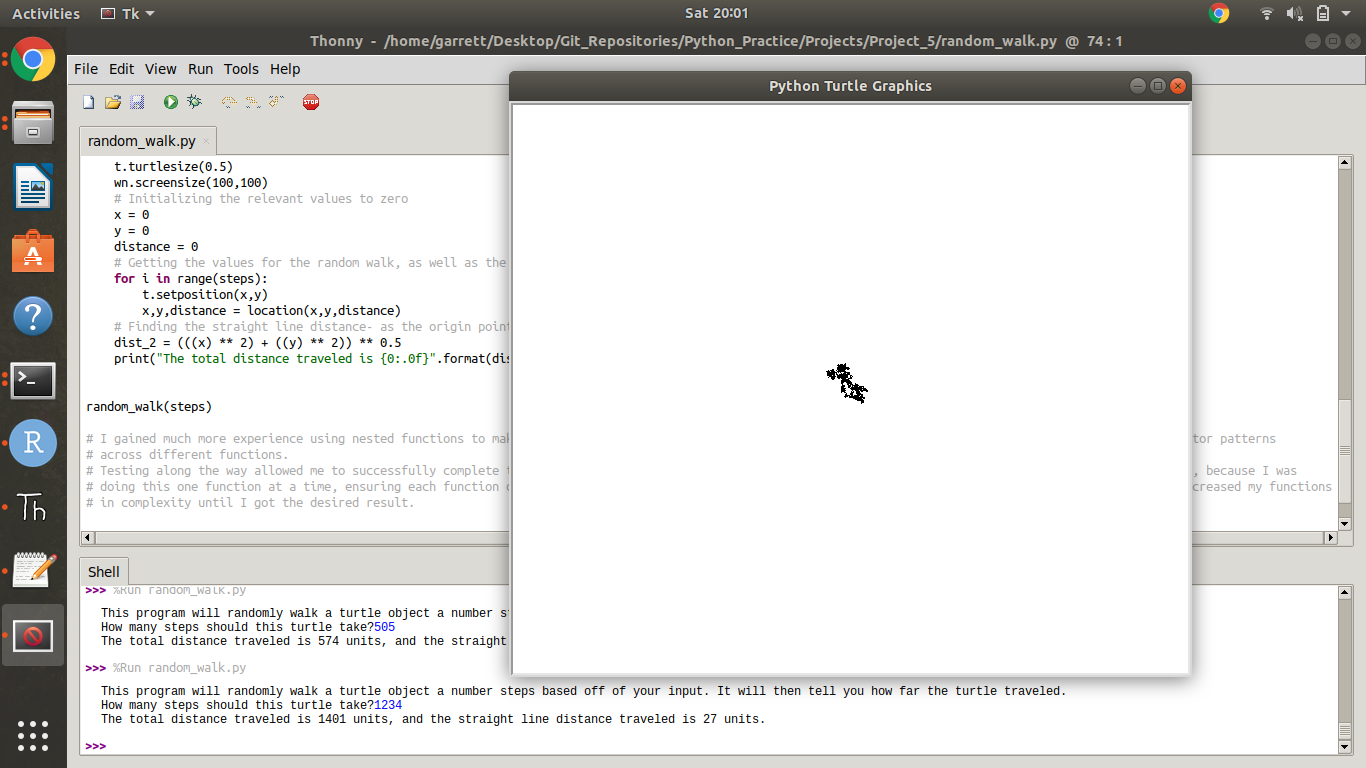 Activities Tk Sat 20:01
Thonny - /home/garrett/Desktop/Git_Repositories/Python_Practice/Projects/Project_5/random_walk.py @ 74 : 1
File Edit View Run Tools Help
STOP
Python Turtle Graphics
random_walk.py
t.turtlesize(0.5)
wn.screensize(100,100)
# Initializing the relevant values to zero
x = 0
y = 0
distance = 0
# Getting the values for the random walk, as well as the
for i in range(steps):
t.setposition(x,y)
x,y,distance = location(x,y,distance)
# Finding the straight line distance- as the origin point
dist_2 = (((x) ** 2) + ((y) ** 2)) ** 0.5
print("The total distance traveled is {0:.0f}".format(dis
random_walk(steps)
# I gained much more experience using nested functions to mak tor patterns
# across different functions.
# Testing along the way allowed me to successfully complete t , because I was
# doing this one function at a time, ensuring each function creased my functions
# in complexity until I got the desired result.
Shell
>>> %Run random_walk.py
This program will randomly walk a turtle object a number st
How many steps should this turtle take?505
The total distance traveled is 574 units, and the straight
>>> %Run random_walk.py
This program will randomly walk a turtle object a number steps based off of your input. It will then tell you how far the turtle traveled.
How many steps should this turtle take?1234
The total distance traveled is 1401 units, and the straight line distance traveled is 27 units.
>>>
A
?
>_
R
Th